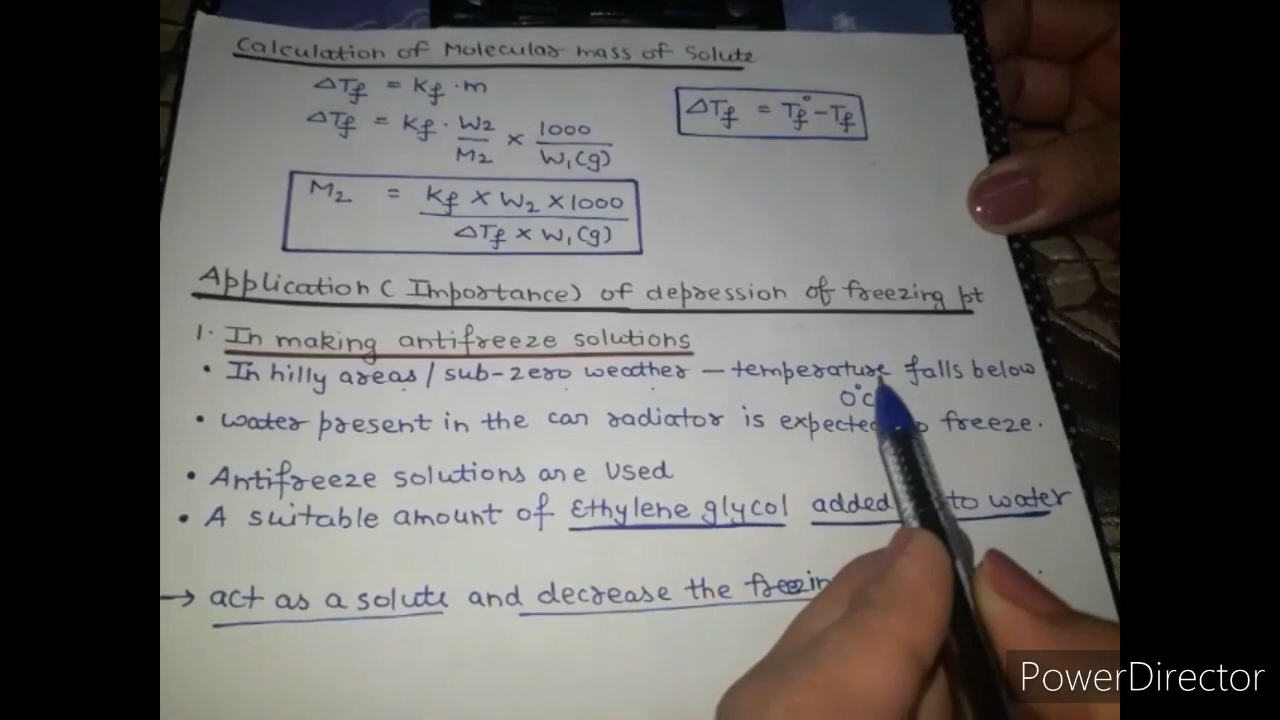 Calculation of Molecular mass of Solute
ΔTf = Kf · m
ΔTf = Tf° - Tf
ΔTf = Kf · W2/M2 × 1000/W1(g)
M2 = Kf × W2 × 1000 / ΔTf × W1(g)
Application ( Importance) of depression of freezing pt
1. In making antifreeze solutions
• In hilly areas / sub-zero weather — temperature falls below
0°C
• water present in the car radiator is expected freeze.
• Antifreeze solutions are used
• A suitable amount of Ethylene glycol added to water
→ act as a solute and decrease the
PowerDirector